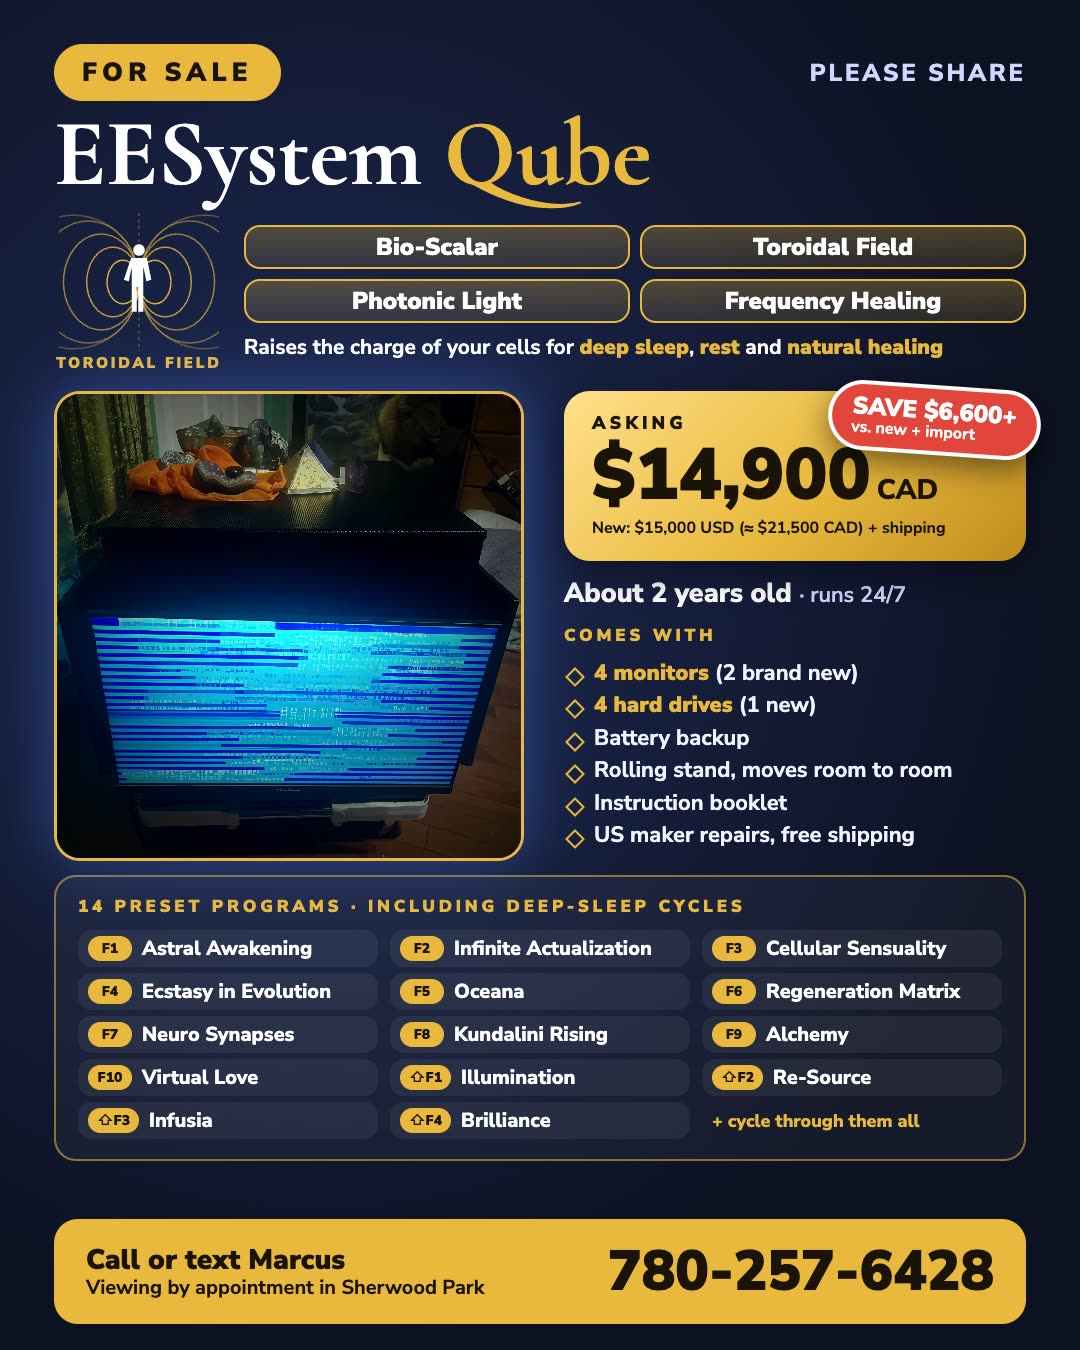 FOR SALE
PLEASE SHARE
EESystem Qube
TOROIDAL FIELD
Bio-Scalar
Toroidal Field
Photonic Light
Frequency Healing
Raises the charge of your cells for deep sleep, rest and natural healing
ASKING
SAVE $6,600+
vs. new + import
$14,900 CAD
New: $15,000 USD (≈ $21,500 CAD) + shipping
About 2 years old · runs 24/7
COMES WITH
◇ 4 monitors (2 brand new)
◇ 4 hard drives (1 new)
◇ Battery backup
◇ Rolling stand, moves room to room
◇ Instruction booklet
◇ US maker repairs, free shipping
14 PRESET PROGRAMS · INCLUDING DEEP-SLEEP CYCLES
F1 Astral Awakening
F2 Infinite Actualization
F3 Cellular Sensuality
F4 Ecstasy in Evolution
F5 Oceana
F6 Regeneration Matrix
F7 Neuro Synapses
F8 Kundalini Rising
F9 Alchemy
F10 Virtual Love
⇧F1 Illumination
⇧F2 Re-Source
⇧F3 Infusia
⇧F4 Brilliance
+ cycle through them all
Call or text Marcus
Viewing by appointment in Sherwood Park
780-257-6428